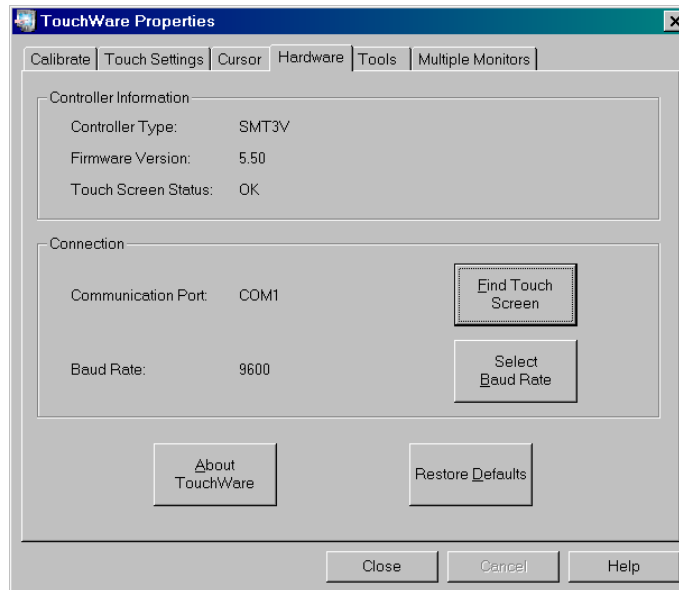 TouchWare Properties
Calibrate Touch Settings Cursor Hardware Tools Multiple Monitors
Controller Information
Controller Type: SMT3V
Firmware Version: 5.50
Touch Screen Status: OK
Connection
Communication Port: COM1
Find Touch
Screen
Baud Rate: 9600
Select
Baud Rate
About
TouchWare
Restore Defaults
Close Cancel Help